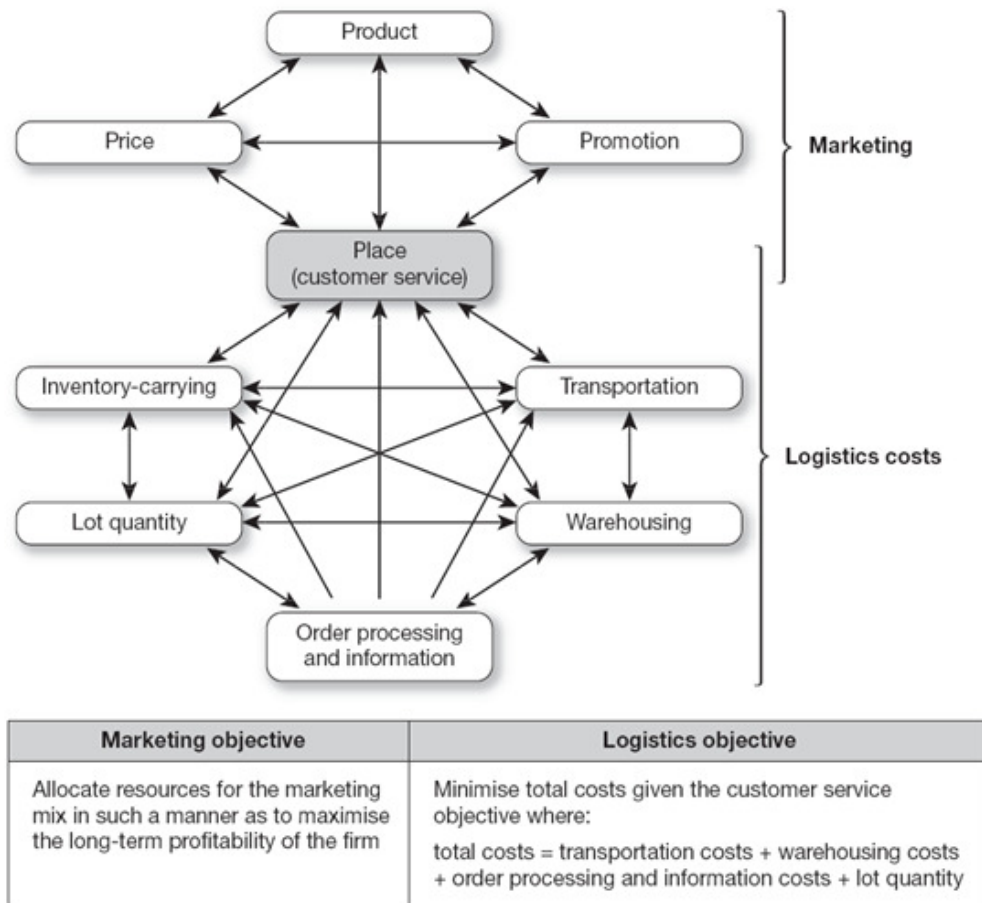 Product
Price
Promotion
Marketing
Place
(customer service)
Inventory-carrying
Transportation
Logistics costs
Lot quantity
Warehousing
Order processing
and information
Marketing objective
Logistics objective
Allocate resources for the marketing
mix in such a manner as to maximise
the long-term profitability of the firm
Minimise total costs given the customer service
objective where:
total costs = transportation costs + warehousing costs
+ order processing and information costs + lot quantity